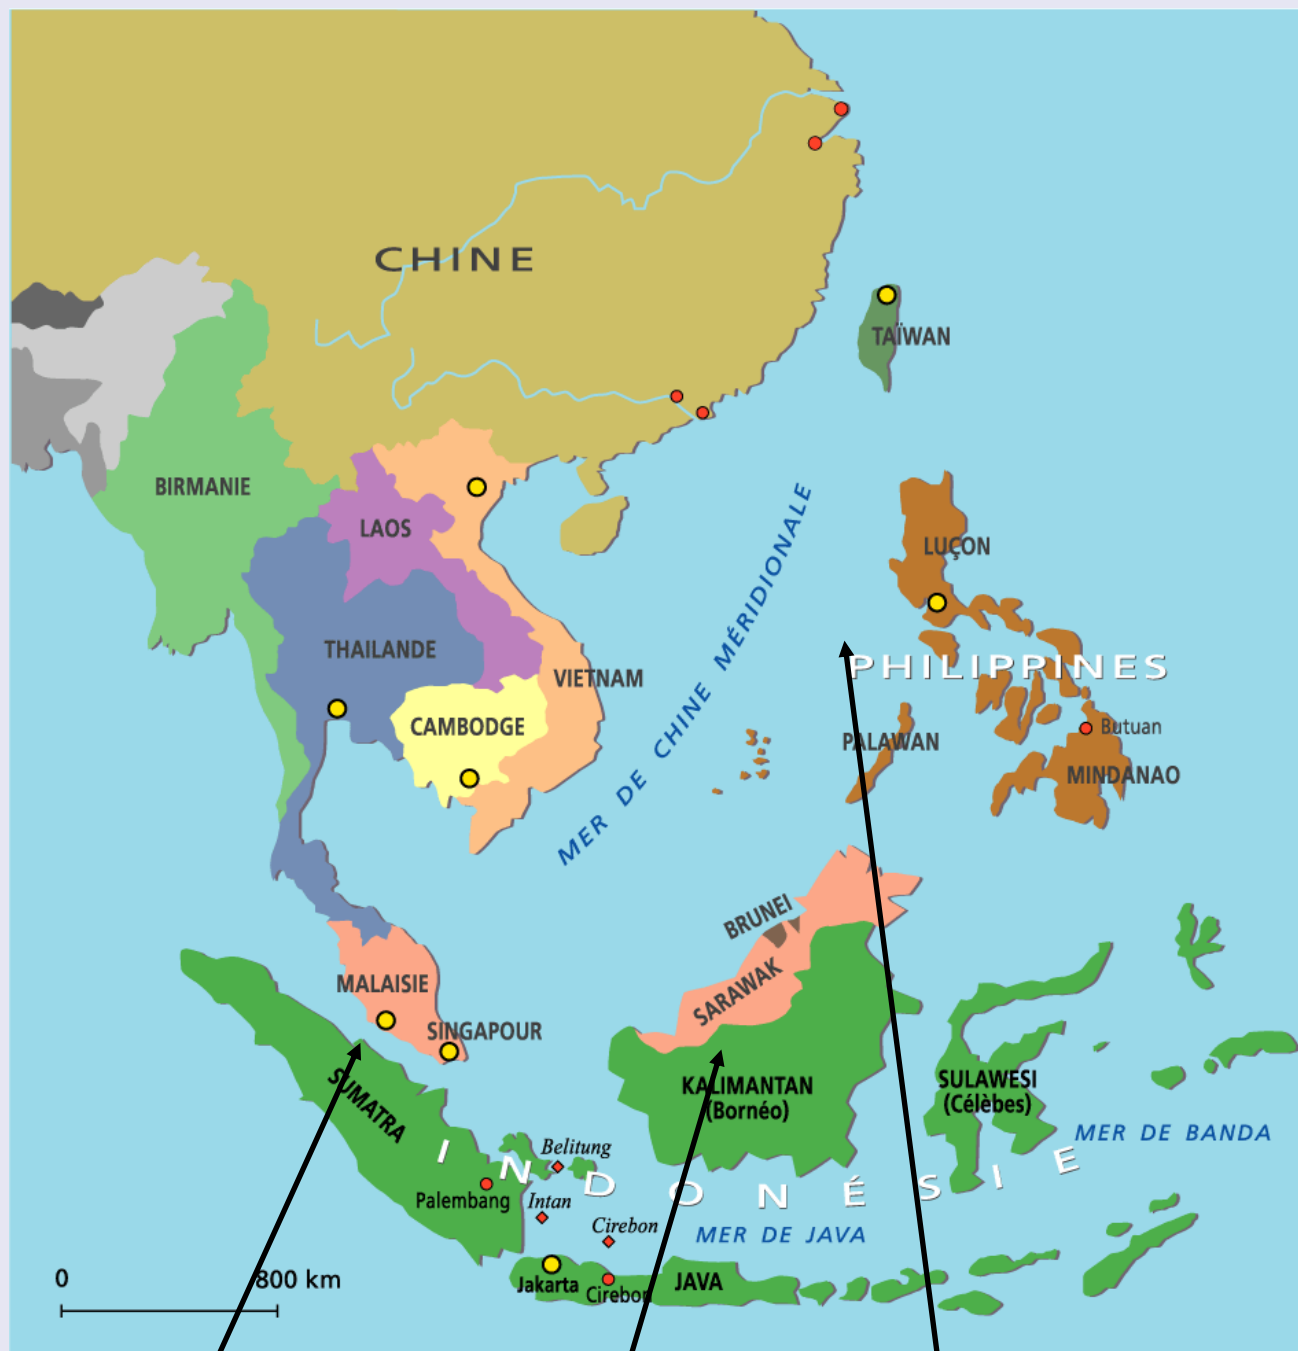 CHINE
TAÏWAN
BIRMANIE
LAOS
LUÇON
THAILANDE
VIETNAM
MER DE CHINE MÉRIDIONALE
PHILIPPINES
CAMBODGE
PALAWAN
Butuan
MINDANAO
BRUNEI
SARAWAK
MALAISIE
SINGAPOUR
SUMATRA
KALIMANTAN
(Bornéo)
SULAWESI
(Célèbes)
MER DE BANDA
INDONÉSIE
Belitung
Palembang
Intan
Cirebon
MER DE JAVA
0 800 km
Jakarta
Cirebon
JAVA